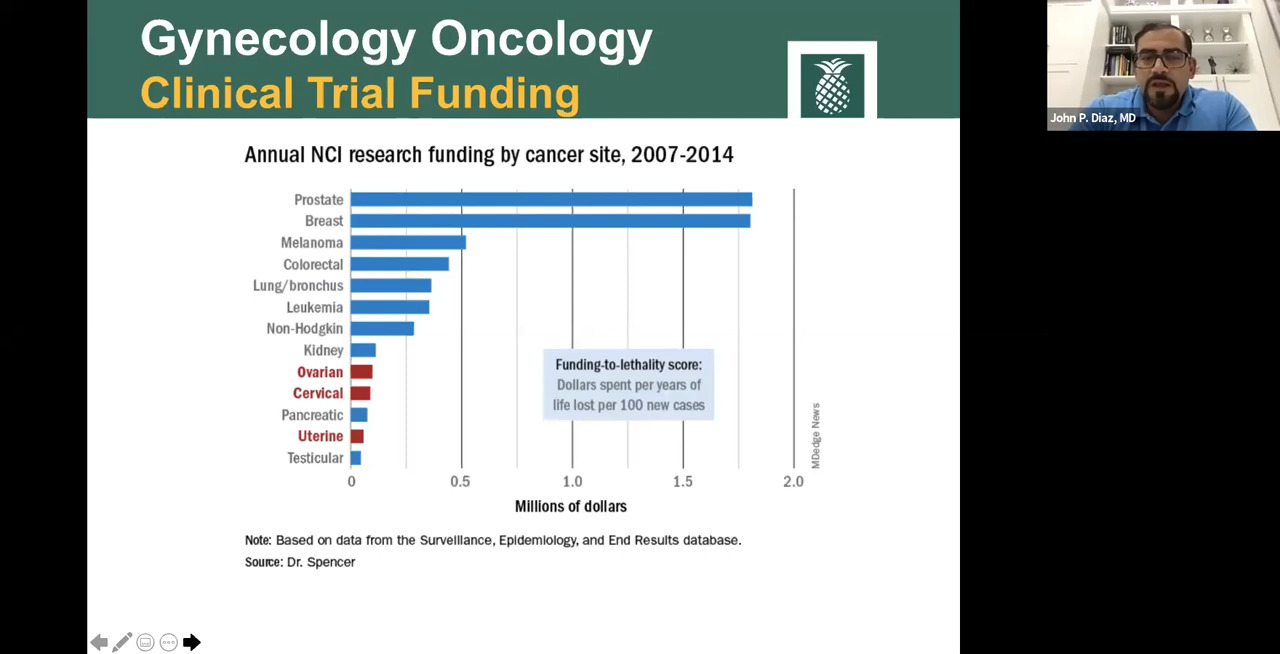 Gynecology Oncology
Clinical Trial Funding
John P. Diaz, MD
Annual NCI research funding by cancer site, 2007-2014
Prostate
Breast
Melanoma
Colorectal
Lung/bronchus
Leukemia
Non-Hodgkin
Kidney
Ovarian
Cervical
Pancreatic
Uterine
Testicular
Funding-to-lethality score:
Dollars spent per years of
life lost per 100 new cases
MDedge News
0 0.5 1.0 1.5 2.0
Millions of dollars
Note: Based on data from the Surveillance, Epidemiology, and End Results database.
Source: Dr. Spencer